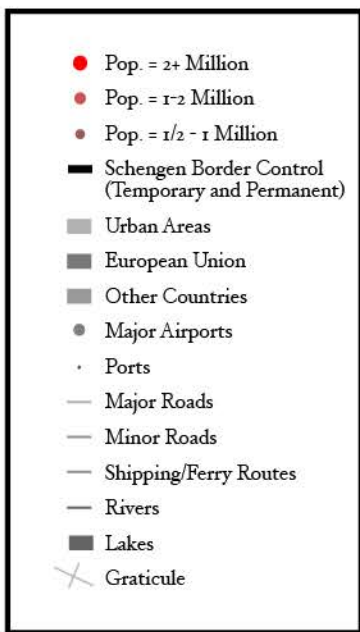 Pop. = 2+ Million
Pop. = 1-2 Million
Pop. = 1/2 - 1 Million
Schengen Border Control
(Temporary and Permanent)
Urban Areas
European Union
Other Countries
Major Airports
Ports
Major Roads
Minor Roads
Shipping/Ferry Routes
Rivers
Lakes
Graticule